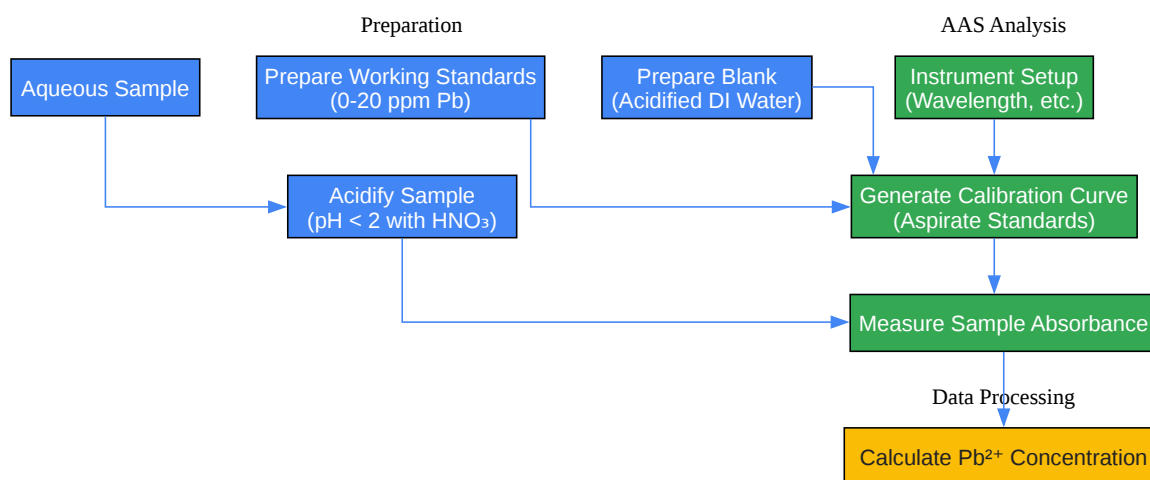 Preparation
AAS Analysis
Aqueous Sample
Prepare Working Standards
(0-20 ppm Pb)
Prepare Blank
(Acidified DI Water)
Instrument Setup
(Wavelength, etc.)
Acidify Sample
(pH < 2 with HNO₃)
Generate Calibration Curve
(Aspirate Standards)
Measure Sample Absorbance
Data Processing
Calculate Pb²⁺ Concentration